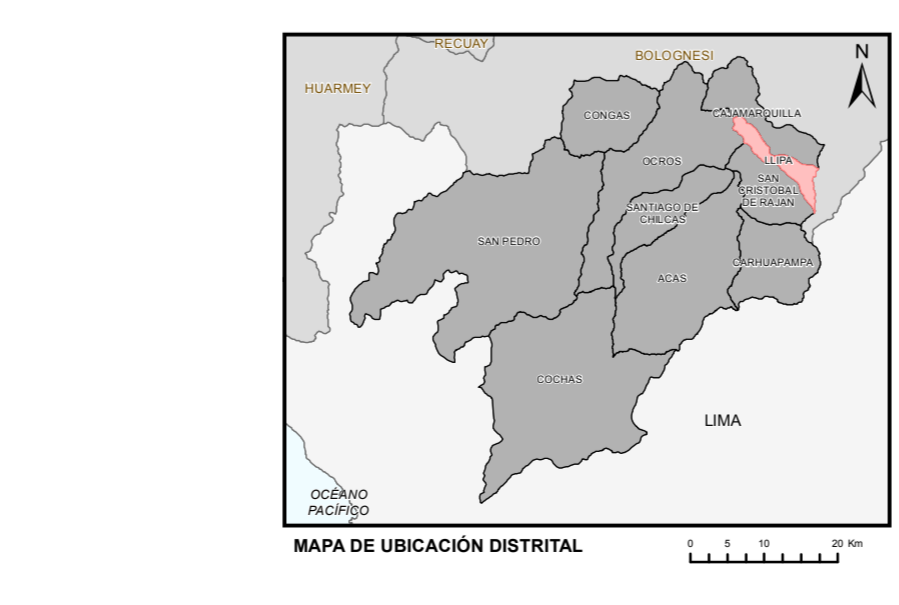 RECUAY
N
BOLOGNESI
HUARMEY
CAJAMARQUILLA
CONGAS
OCROS
LLIPA
SAN
CRISTOBAL
DE RAJAN
SANTIAGO DE
CHILCAS
SAN PEDRO
CARHUAPAMPA
ACAS
COCHAS
LIMA
OCÉANO
PACÍFICO
MAPA DE UBICACIÓN DISTRITAL
0 5 10 20 Km